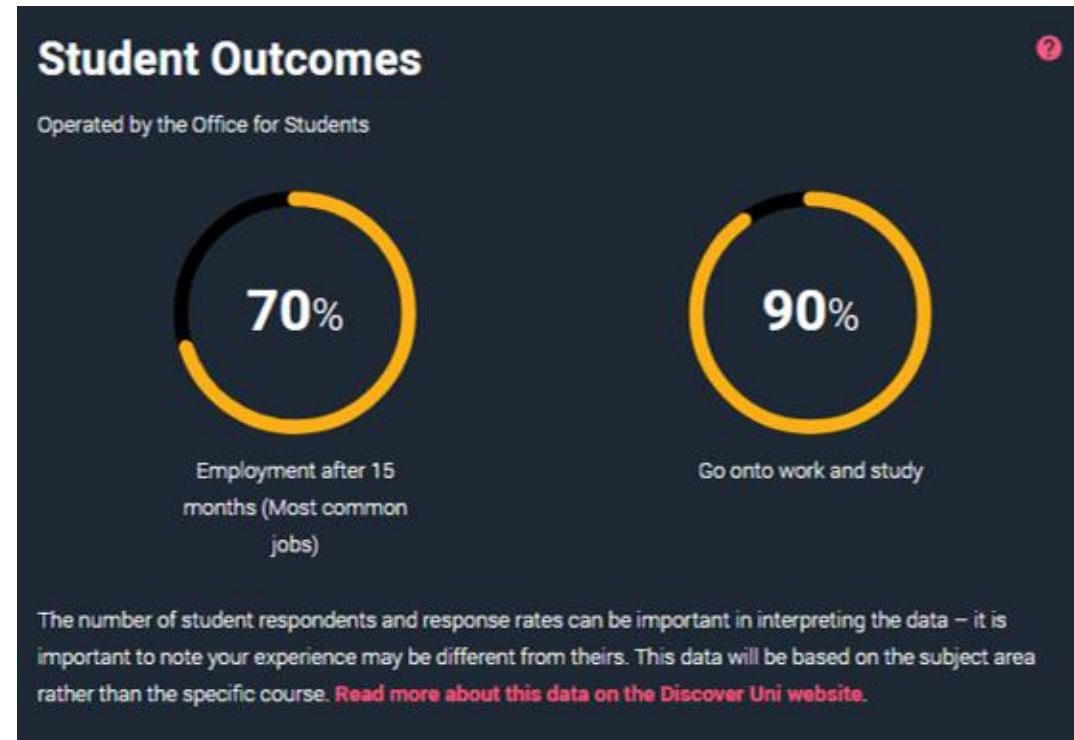 Student Outcomes
?
Operated by the Office for Students
70%
90%
Employment after 15
months (Most common
jobs)
Go onto work and study
The number of student respondents and response rates can be important in interpreting the data – it is
important to note your experience may be different from theirs. This data will be based on the subject area
rather than the specific course. Read more about this data on the Discover Uni website.